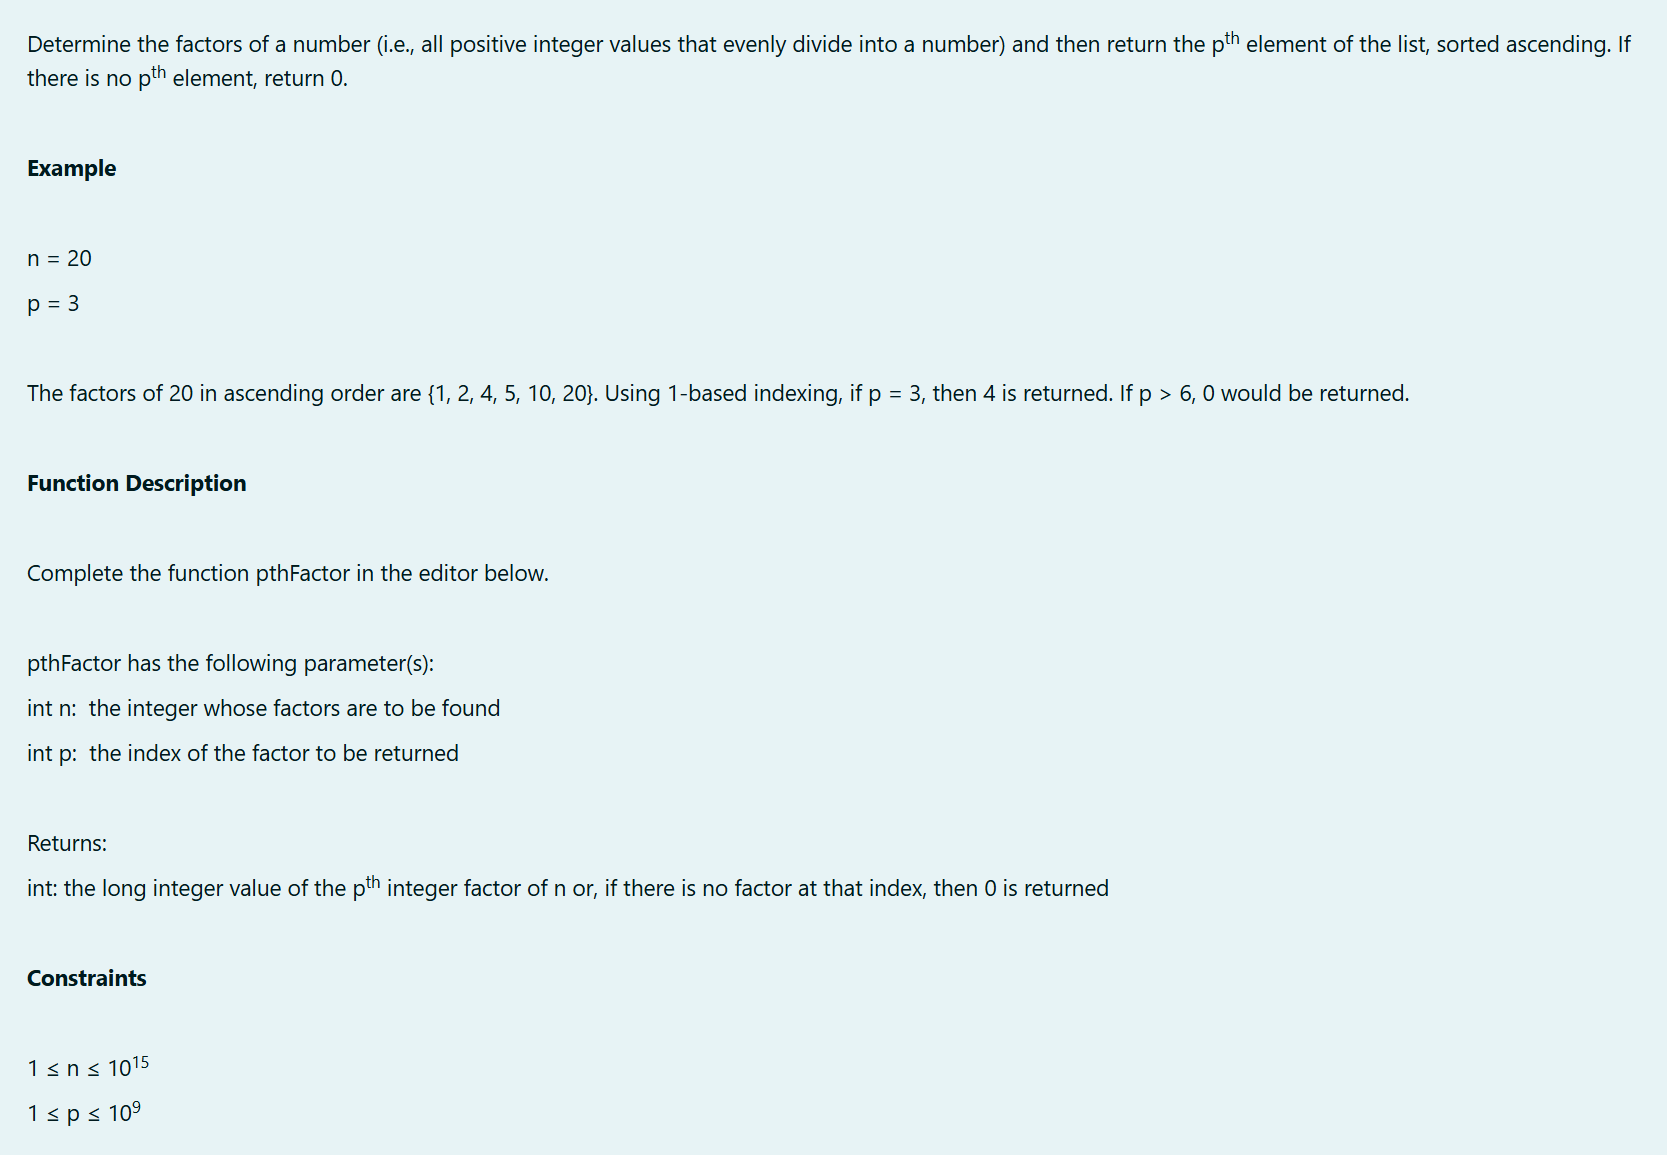 Determine the factors of a number (i.e., all positive integer values that evenly divide into a number) and then return the pth element of the list, sorted ascending. If
there is no pth element, return 0.
Example
n = 20
p = 3
The factors of 20 in ascending order are {1, 2, 4, 5, 10, 20}. Using 1-based indexing, if p = 3, then 4 is returned. If p > 6, 0 would be returned.
Function Description
Complete the function pthFactor in the editor below.
pthFactor has the following parameter(s):
int n:  the integer whose factors are to be found
int p:  the index of the factor to be returned
Returns:
int: the long integer value of the pth integer factor of n or, if there is no factor at that index, then 0 is returned
Constraints
1 ≤ n ≤ 10¹⁵
1 ≤ p ≤ 10⁹